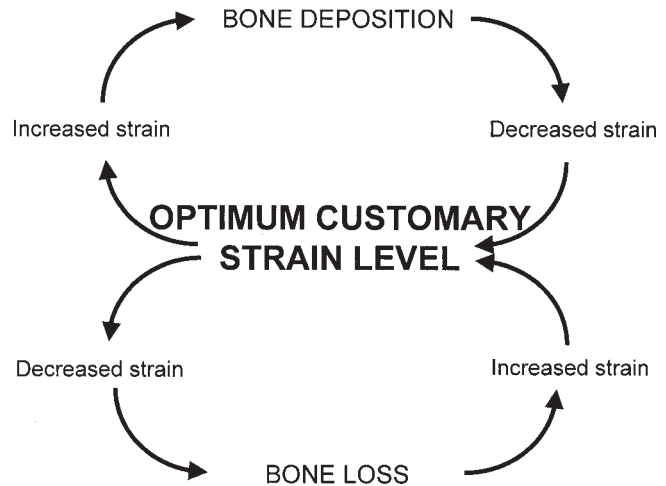 BONE DEPOSITION
Increased strain
Decreased strain
OPTIMUM CUSTOMARY
STRAIN LEVEL
Decreased strain
Increased strain
BONE LOSS